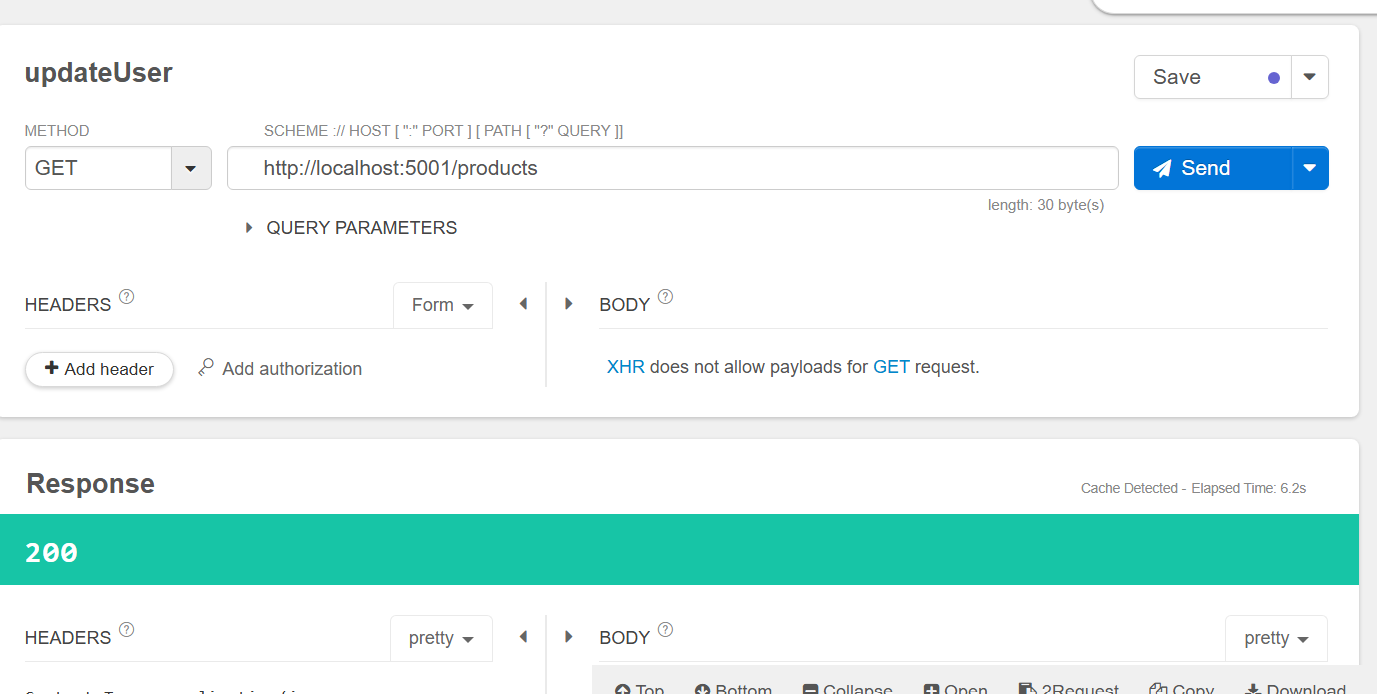 updateUser
Save
METHOD
SCHEME :// HOST [ ":" PORT ] [ PATH [ "?" QUERY ]]
GET
http://localhost:5001/products
Send
length: 30 byte(s)
QUERY PARAMETERS
HEADERS ?
Form
BODY ?
Add header
Add authorization
XHR does not allow payloads for GET request.
Response
Cache Detected - Elapsed Time: 6.2s
200
HEADERS ?
pretty
BODY ?
pretty
Top Bottom Collapse Open 2Request Copy Download